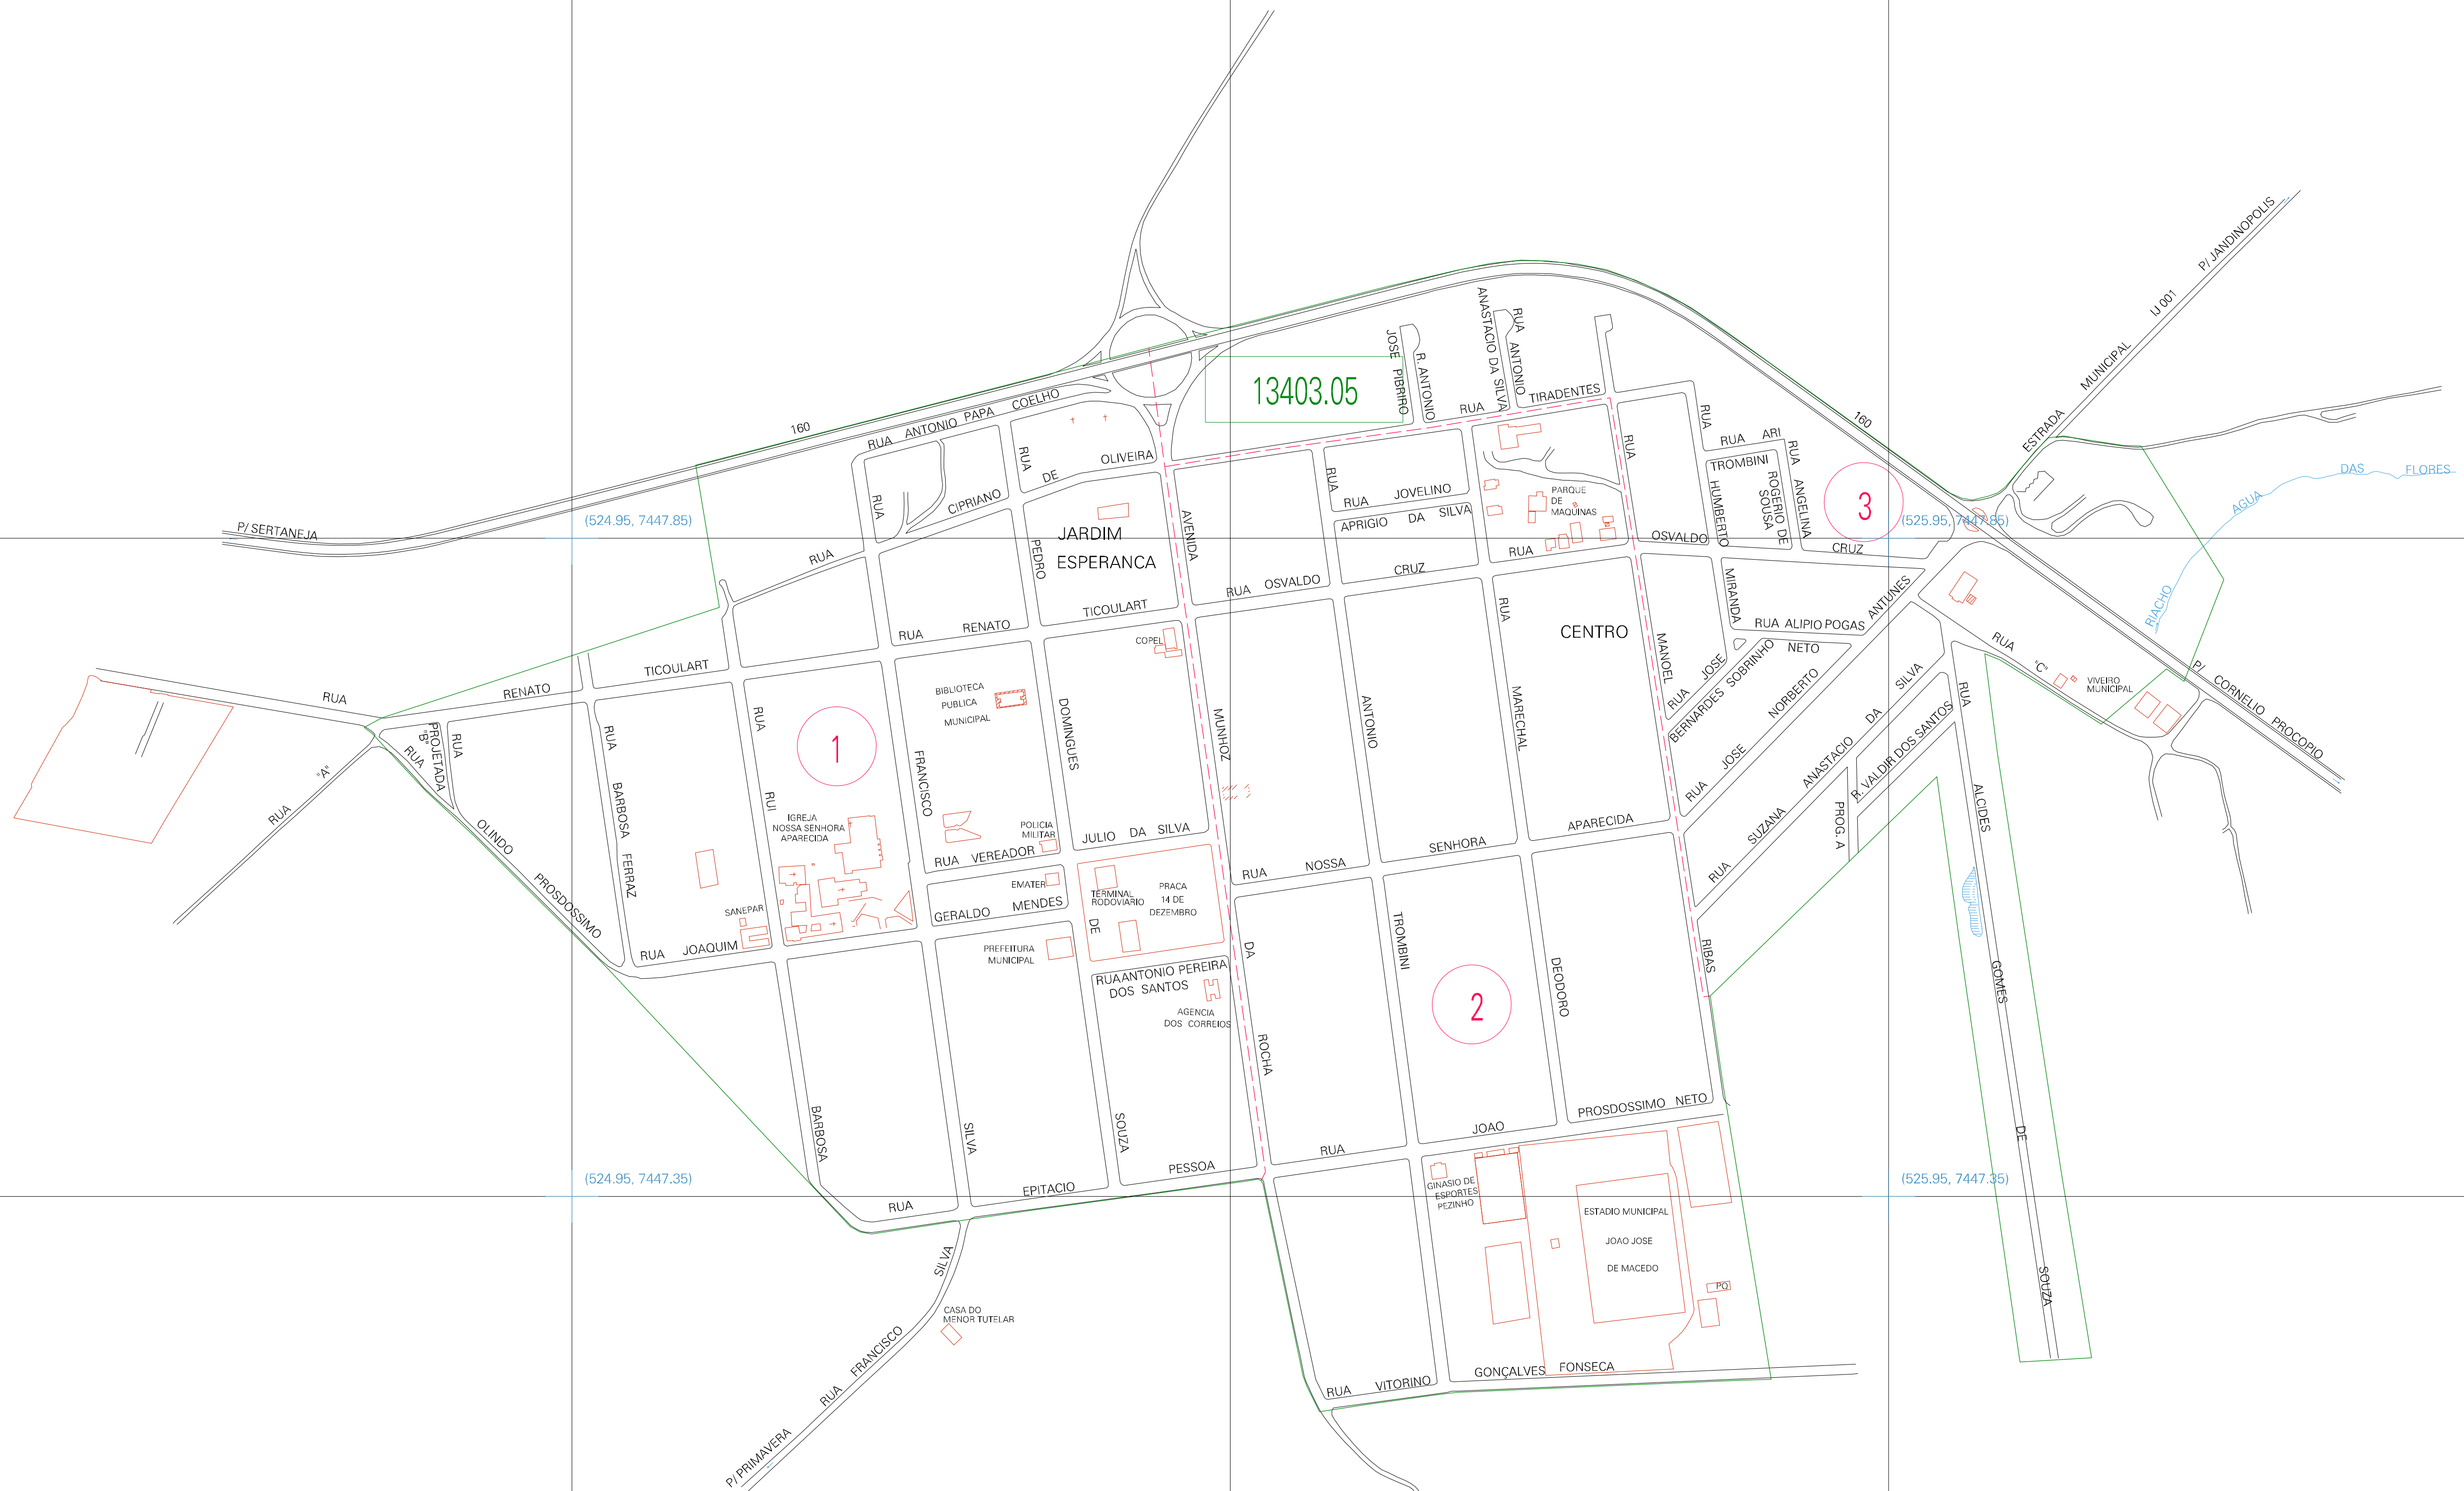 P/ JANDINOPOLIS
IJ 001
MUNICIPAL
ESTRADA
160
160
P/ SERTANEJA
13403.05
RUA ANTONIO PAPA COELHO
RUA CIPRIANO DE OLIVEIRA
RUA
RUA
JOSE PIBRIRO
R. ANTONIO
ANASTACIO DA SILVA
RUA ANTONIO
RUA TIRADENTES
RUA
RUA
RUA ARI
TROMBINI
RUA ANGELINA
ROGERIO DE
SOUSA
HUMBERTO
MIRANDA
3
DAS FLORES
AGUA
RIACHO
(524.95, 7447.85)
(525.95, 7447.85)
JARDIM
ESPERANCA
PEDRO
AVENIDA
RUA
RUA JOVELINO
APRIGIO DA SILVA
PARQUE
DE
MAQUINAS
RUA OSVALDO CRUZ
RUA OSVALDO CRUZ
RUA ALIPIO POGAS
ANTUNES
NETO
RUA JOSE
BERNARDES SOBRINHO
RUA JOSE NORBERTO
CENTRO
RUA
MANOEL
MARECHAL
ANTONIO
RUA RENATO TICOULART
RUA RENATO TICOULART
COPEL
BIBLIOTECA
PUBLICA
MUNICIPAL
DOMINGUES
MUNHOZ
1
RUA
RUI
FRANCISCO
RUA
BARBOSA
FERRAZ
RUA
PROJETADA
"B"
RUA
OLINDO
PROSDOSSIMO
RUA "A"
RUA "C"
VIVEIRO
MUNICIPAL
P/ CORNELIO PROCOPIO
RUA SUZANA ANASTACIO DA SILVA
R. VALDIR DOS SANTOS
PROG. A
RUA
ALCIDES
GOMES
DE
SOUZA
IGREJA
NOSSA SENHORA
APARECIDA
POLICIA
MILITAR
RUA VEREADOR JULIO DA SILVA
EMATER
GERALDO MENDES
TERMINAL
RODOVIARIO
PRACA
14 DE
DEZEMBRO
DE
SANEPAR
RUA JOAQUIM
PREFEITURA
MUNICIPAL
RUA ANTONIO PEREIRA
DOS SANTOS
AGENCIA
DOS CORREIOS
RUA NOSSA SENHORA APARECIDA
TROMBINI
DEODORO
RIBAS
DA
ROCHA
2
BARBOSA
SILVA
SOUZA
RUA EPITACIO PESSOA
RUA JOAO PROSDOSSIMO NETO
(524.95, 7447.35)
(525.95, 7447.35)
GINASIO DE
ESPORTES
PEZINHO
ESTADIO MUNICIPAL
JOAO JOSE
DE MACEDO
PQ
CASA DO
MENOR TUTELAR
RUA VITORINO GONÇALVES FONSECA
P/ PRIMAVERA
RUA FRANCISCO SILVA